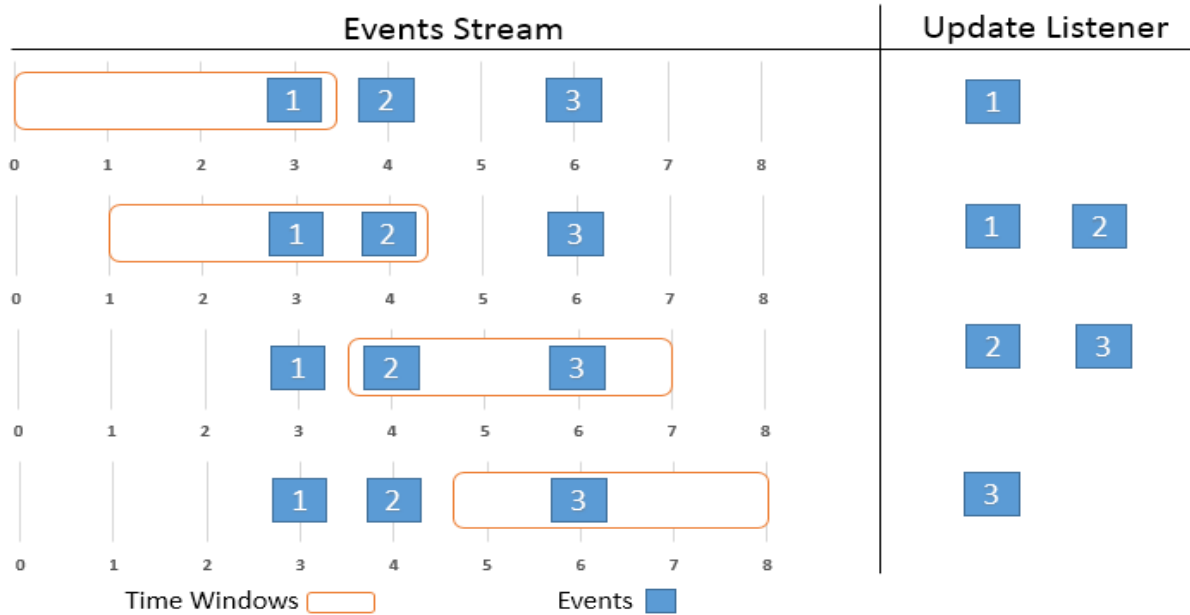 Events Stream Update Listener
1 2 3 1
0 1 2 3 4 5 6 7 8
1 2 3 1 2
0 1 2 3 4 5 6 7 8
1 2 3 2 3
0 1 2 3 4 5 6 7 8
1 2 3 3
0 1 2 3 4 5 6 7 8
Time Windows Events